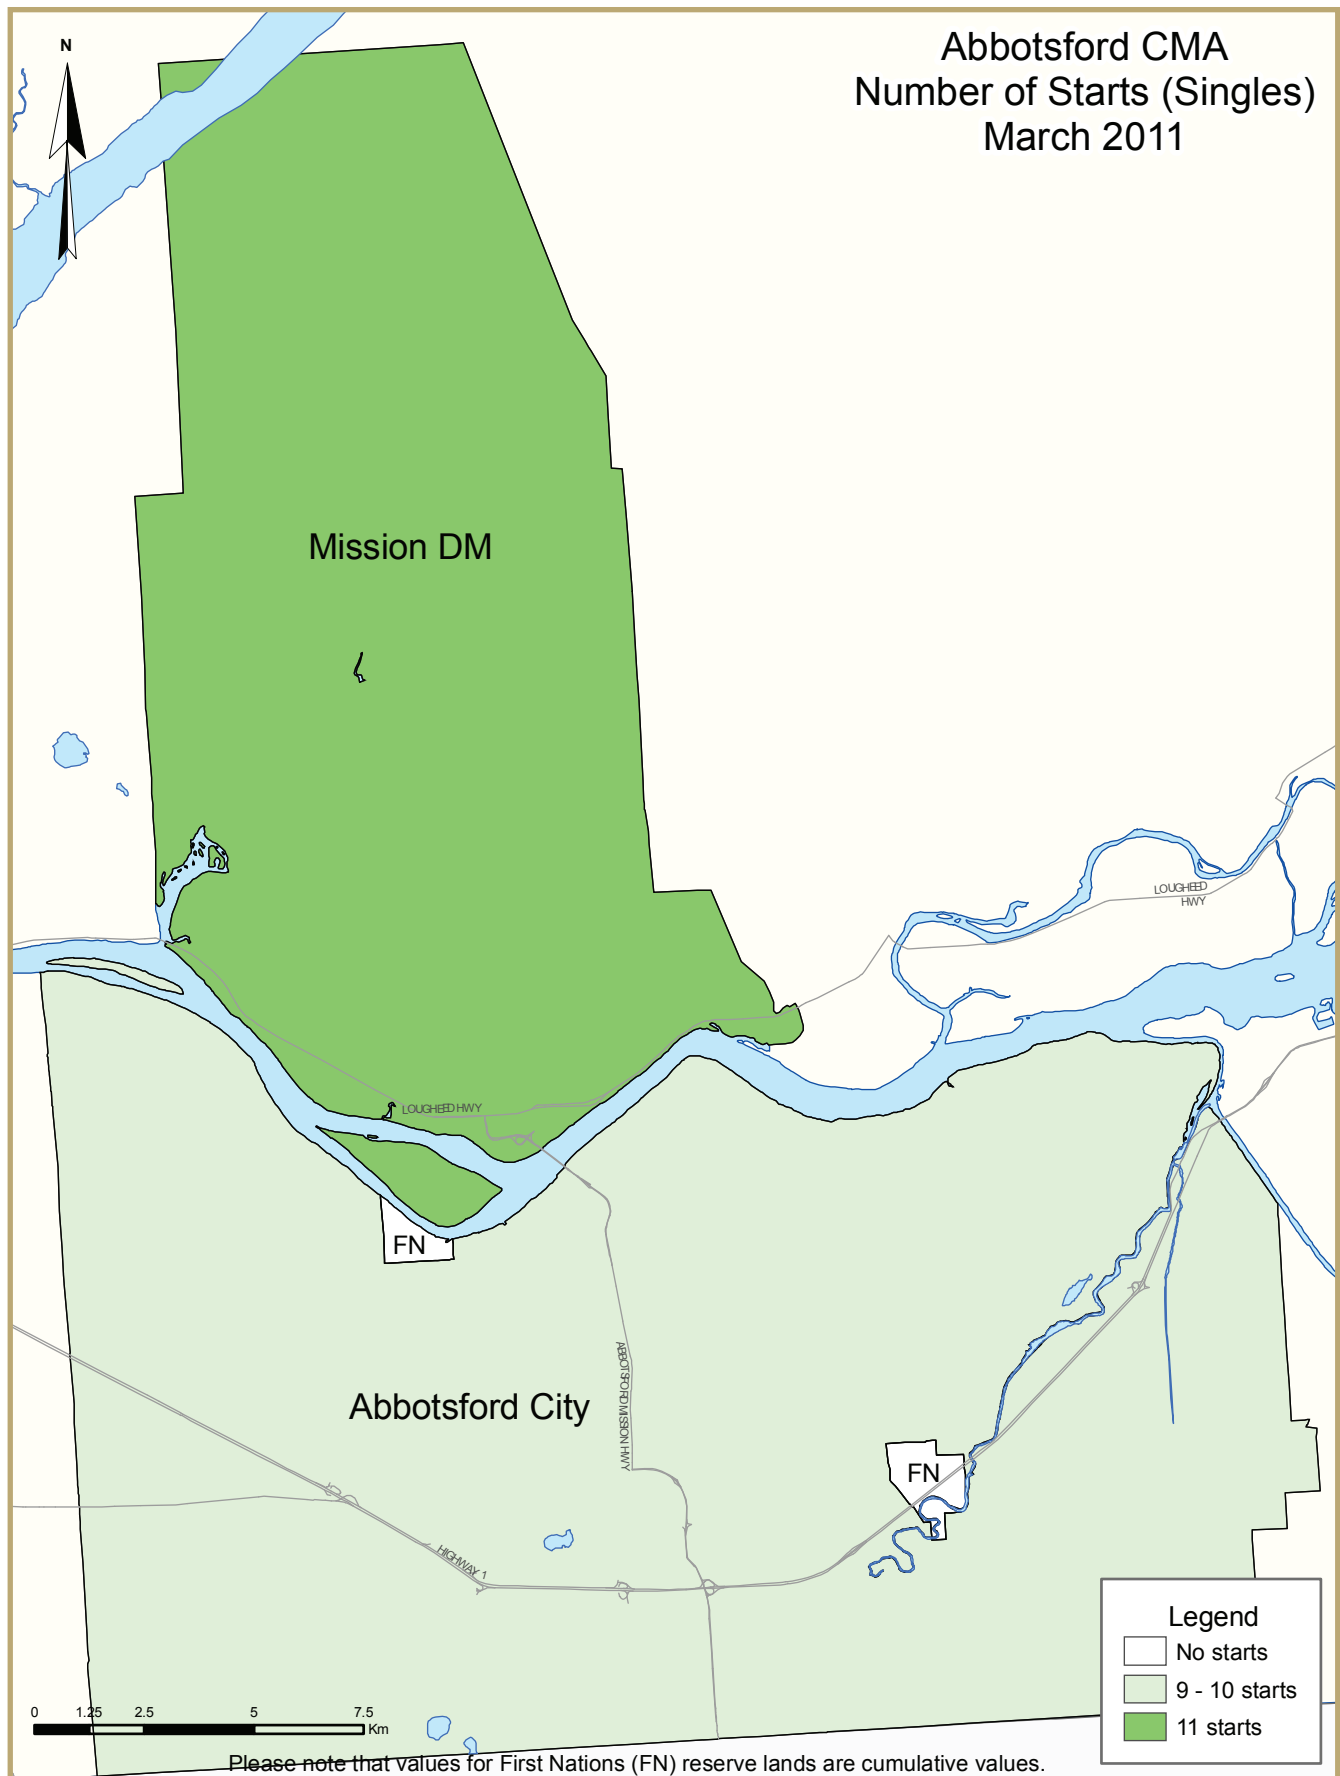 N
Abbotsford CMA
Number of Starts (Singles)
March 2011
Mission DM
LOUGHEED
HWY
LOUGHEED HWY
FN
ABBOTSFORD MISSION HWY
Abbotsford City
FN
HIGHWAY 1
Legend
No starts
9 - 10 starts
11 starts
0 1.25 2.5 5 7.5
Km
Please note that values for First Nations (FN) reserve lands are cumulative values.